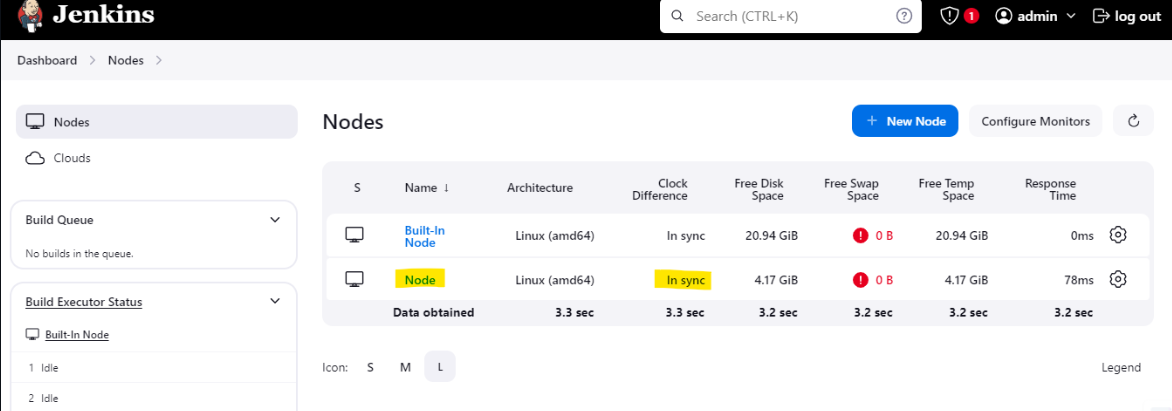 Jenkins
Search (CTRL+K)
1
admin
log out
Dashboard
Nodes
Nodes
Clouds
Build Queue
No builds in the queue.
Build Executor Status
Built-In Node
1 Idle
2 Idle
Nodes
+ New Node
Configure Monitors
S Name ↓ Architecture Clock Difference Free Disk Space Free Swap Space Free Temp Space Response Time
Built-In Node Linux (amd64) In sync 20.94 GiB 0 B 20.94 GiB 0ms
Node Linux (amd64) In sync 4.17 GiB 0 B 4.17 GiB 78ms
Data obtained 3.3 sec 3.3 sec 3.2 sec 3.2 sec 3.2 sec 3.2 sec
Icon: S M L
Legend